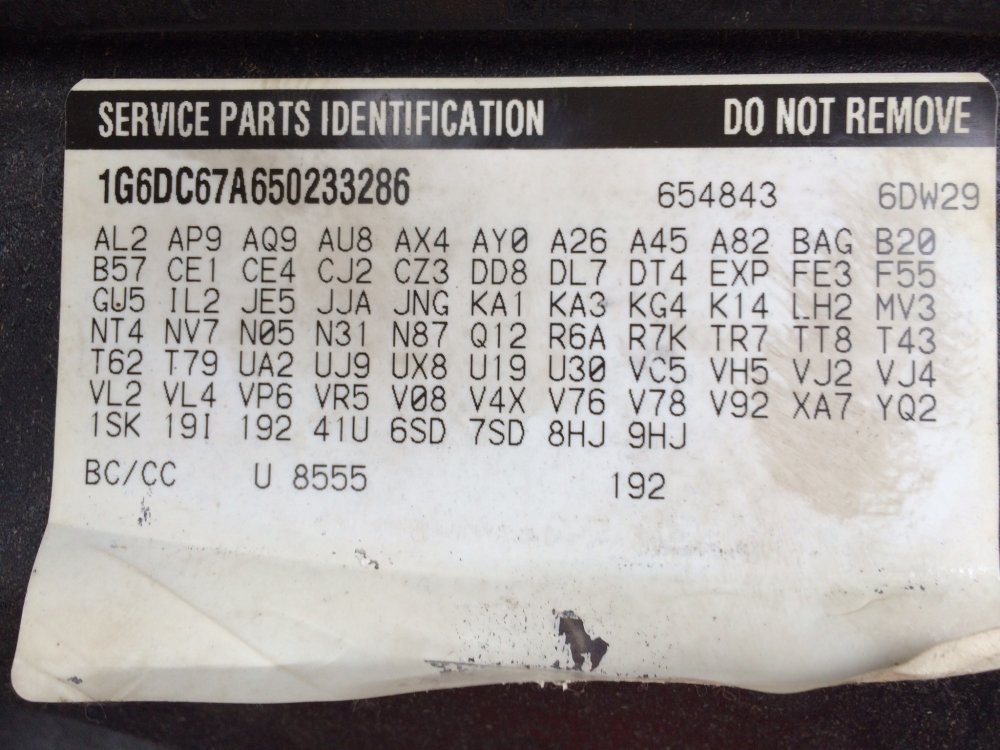 SERVICE PARTS IDENTIFICATION DO NOT REMOVE
1G6DC67A650233286 654843 6DW29
AL2 AP9 AQ9 AU8 AX4 AY0 A26 A45 A82 BAG B20
B57 CE1 CE4 CJ2 CZ3 DD8 DL7 DT4 EXP FE3 F55
GU5 IL2 JE5 JJA JNG KA1 KA3 KG4 K14 LH2 MV3
NT4 NV7 N05 N31 N87 Q12 R6A R7K TR7 TT8 T43
T62 T79 UA2 UJ9 UX8 U19 U30 VC5 VH5 VJ2 VJ4
VL2 VL4 VP6 VR5 V08 V4X V76 V78 V92 XA7 YQ2
1SK 19I 192 41U 6SD 7SD 8HJ 9HJ
BC/CC U 8555 192